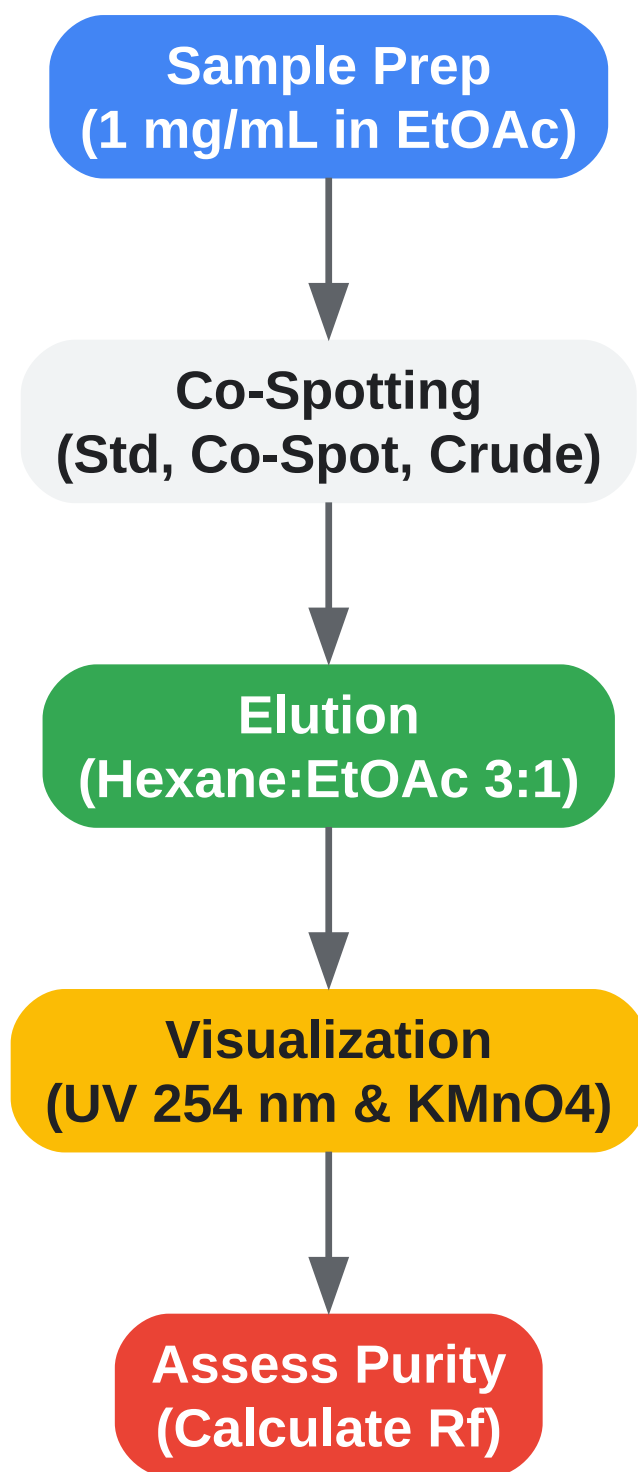 Sample Prep
(1 mg/mL in EtOAc)
Co-Spotting
(Std, Co-Spot, Crude)
Elution
(Hexane:EtOAc 3:1)
Visualization
(UV 254 nm & KMnO4)
Assess Purity
(Calculate Rf)